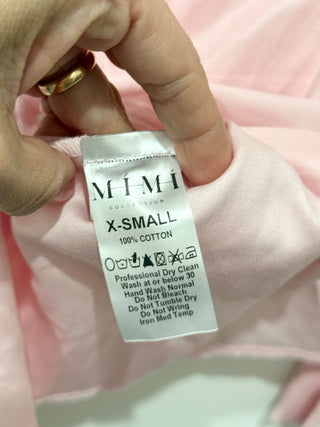 MÍMÍ
COLLECTION
X-SMALL
100% COTTON
Professional Dry Clean
Wash at or below 30
Hand Wash Normal
Do Not Bleach
Do Not Tumble Dry
Do Not Wring
Iron Med Temp